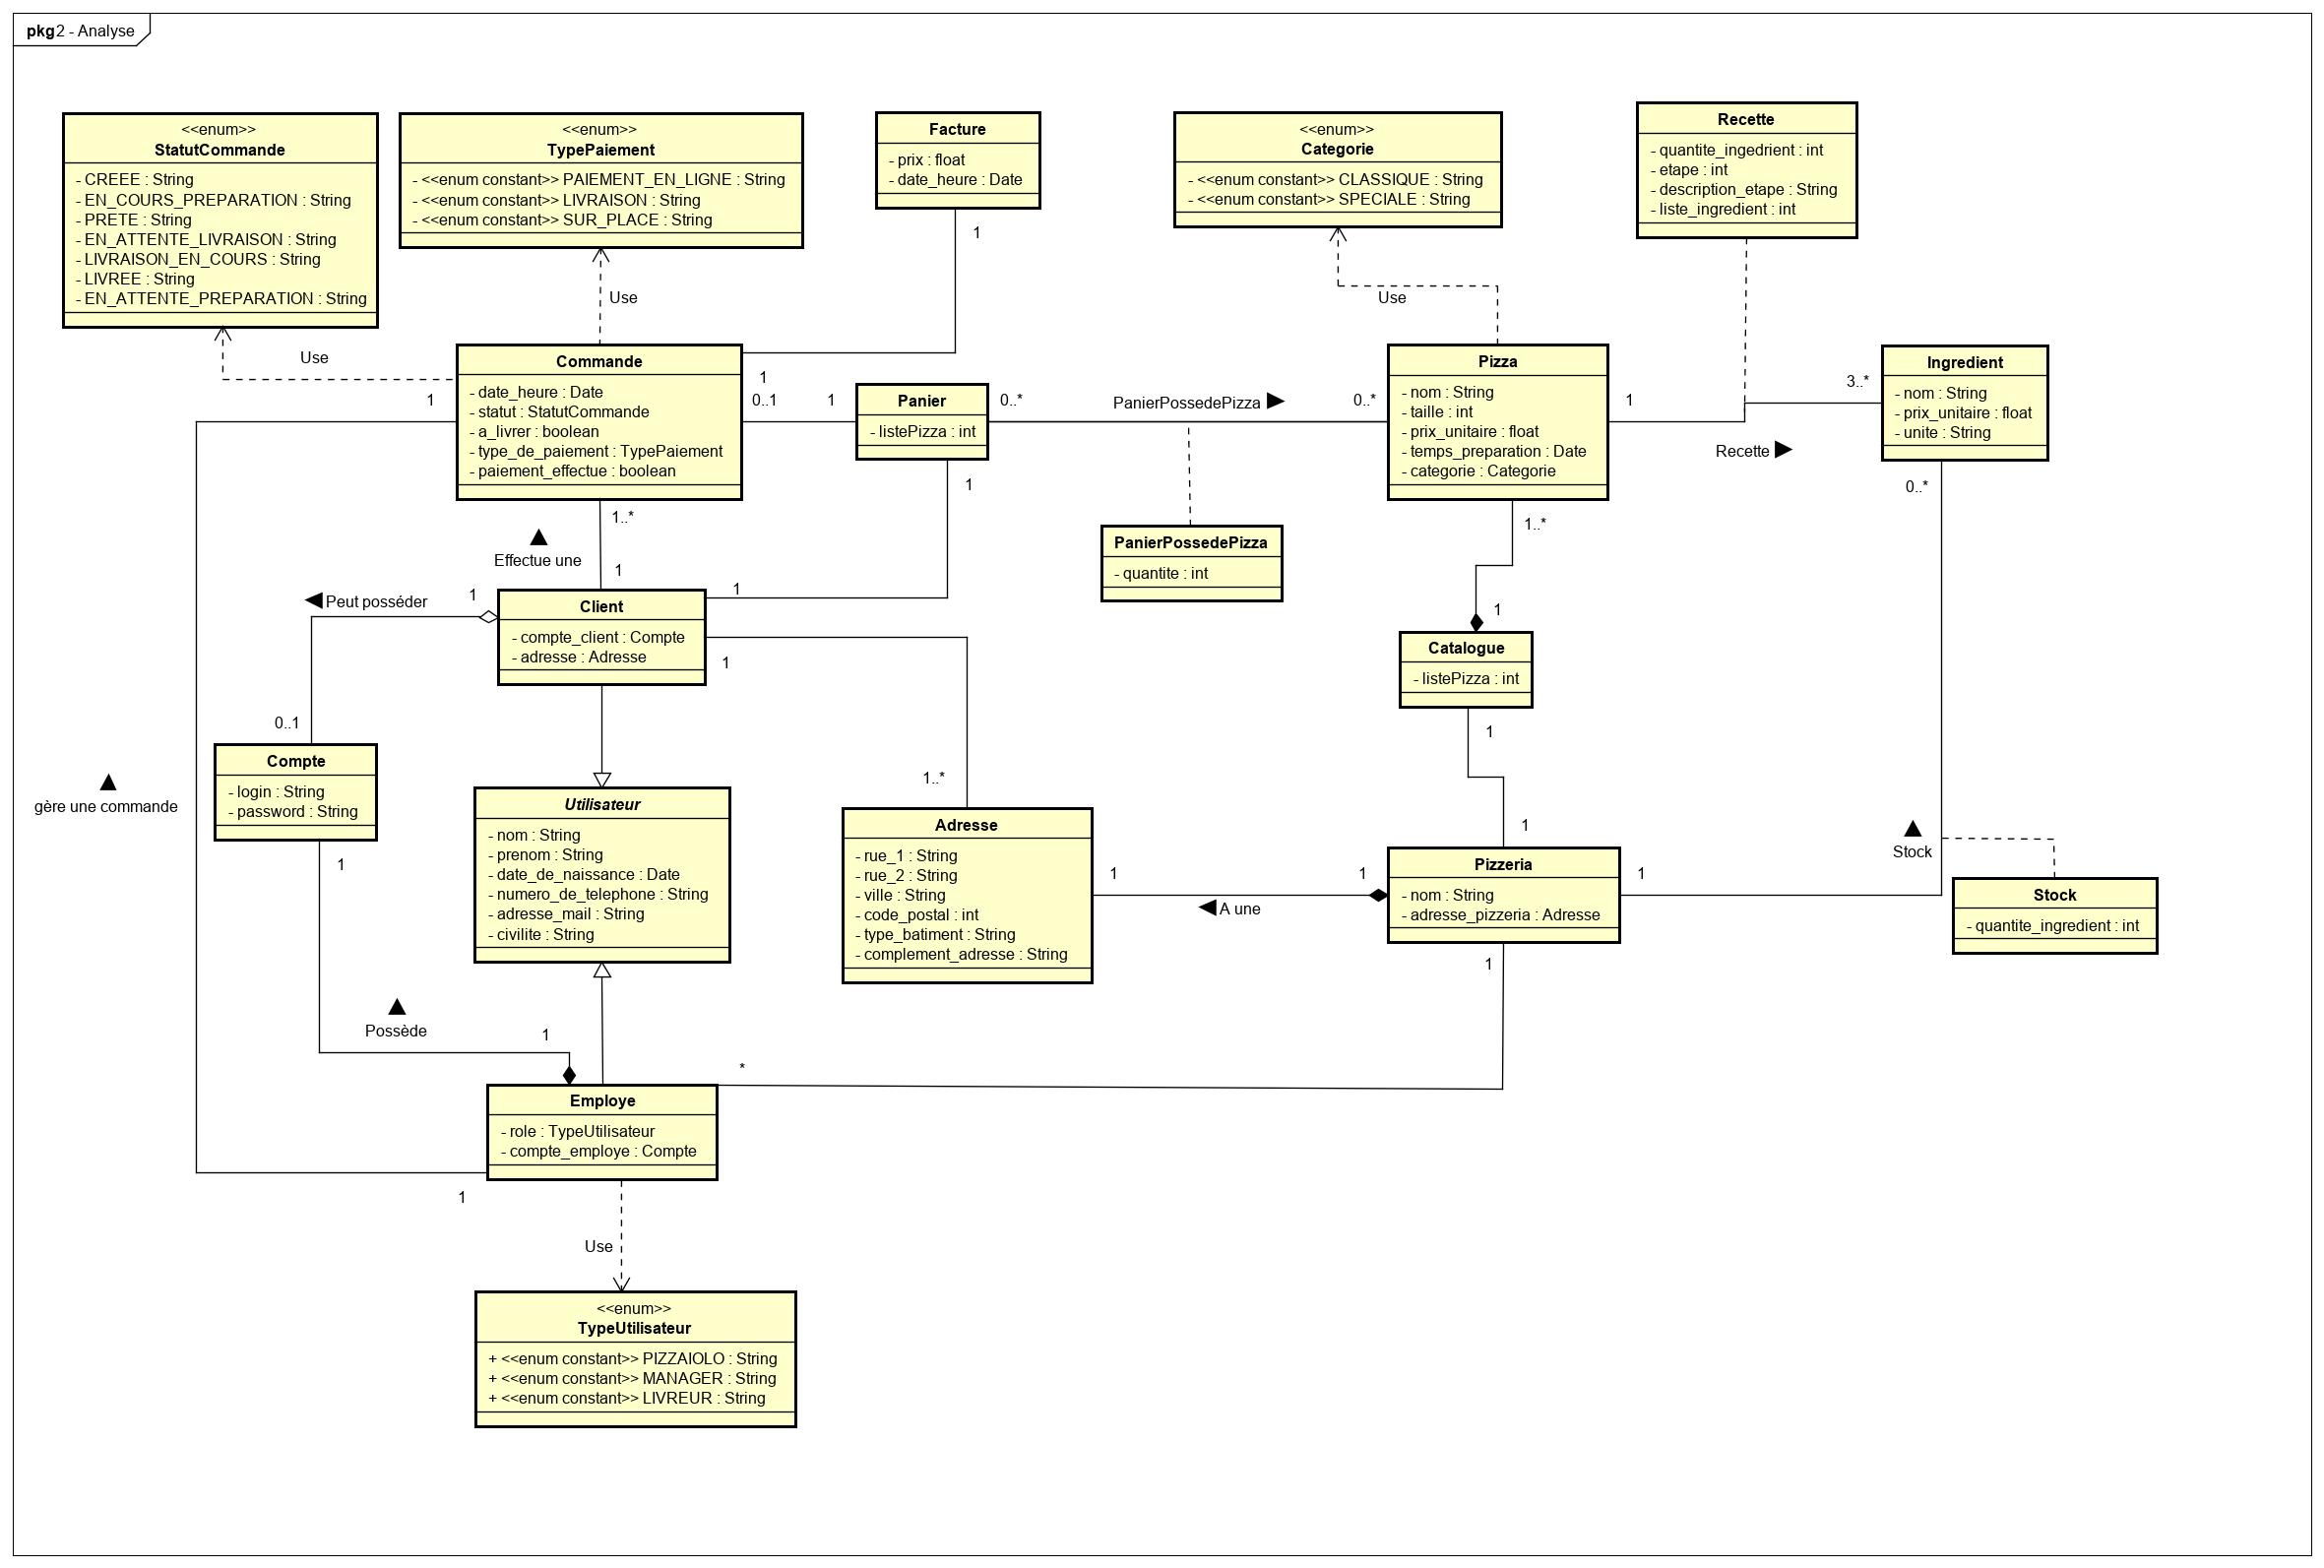 pkg 2 - Analyse
<<enum>>
StatutCommande
- CREEE : String
- EN_COURS_PREPARATION : String
- PRETE : String
- EN_ATTENTE_LIVRAISON : String
- LIVRAISON_EN_COURS : String
- LIVREE : String
- EN_ATTENTE_PREPARATION : String
<<enum>>
TypePaiement
- <<enum constant>> PAIEMENT_EN_LIGNE : String
- <<enum constant>> LIVRAISON : String
- <<enum constant>> SUR_PLACE : String
Facture
- prix : float
- date_heure : Date
1
<<enum>>
Categorie
- <<enum constant>> CLASSIQUE : String
- <<enum constant>> SPECIALE : String
Recette
- quantite_ingedrient : int
- etape : int
- description_etape : String
- liste_ingredient : int
Use
Use
Use
Commande
- date_heure : Date
- statut : StatutCommande
- a_livrer : boolean
- type_de_paiement : TypePaiement
- paiement_effectue : boolean
1
1
0..1
1
Panier
- listePizza : int
0..*
PanierPossedePizza
0..*
Pizza
- nom : String
- taille : int
- prix_unitaire : float
- temps_preparation : Date
- categorie : Categorie
1
Recette
3..*
Ingredient
- nom : String
- prix_unitaire : float
- unite : String
0..*
1
1..*
Effectue une
1
PanierPossedePizza
- quantite : int
1..*
1
Peut posséder
1
Client
- compte_client : Compte
- adresse : Adresse
1
1
Catalogue
- listePizza : int
1
0..1
Compte
- login : String
- password : String
1
gère une commande
Utilisateur
- nom : String
- prenom : String
- date_de_naissance : Date
- numero_de_telephone : String
- adresse_mail : String
- civilite : String
1..*
Adresse
- rue_1 : String
- rue_2 : String
- ville : String
- code_postal : int
- type_batiment : String
- complement_adresse : String
1
A une
1
1
Pizzeria
- nom : String
- adresse_pizzeria : Adresse
1
1
Stock
Stock
- quantite_ingredient : int
Possède
1
*
Employe
- role : TypeUtilisateur
- compte_employe : Compte
1
Use
<<enum>>
TypeUtilisateur
+ <<enum constant>> PIZZAIOLO : String
+ <<enum constant>> MANAGER : String
+ <<enum constant>> LIVREUR : String